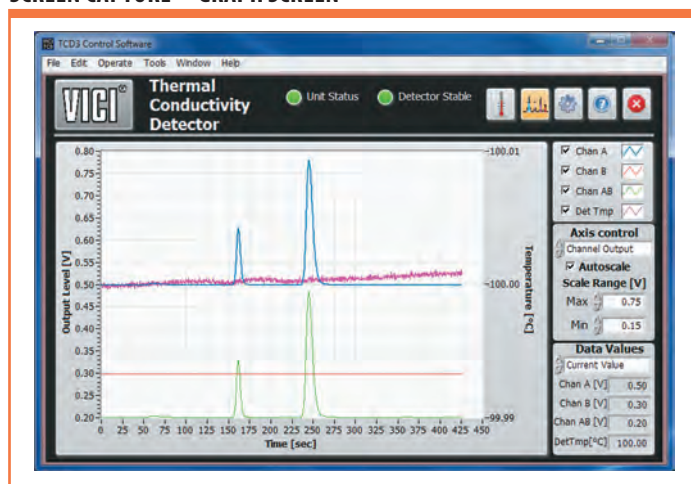 SCREEN CAPTURE – GRAPH SCREEN
TCD3 Control Software
File Edit Operate Tools Window Help
VICI®
Thermal
Conductivity
Detector
Unit Status
Detector Stable
0.80
0.75
0.70
0.65
0.60
0.55
0.50
0.45
0.40
0.35
0.30
0.25
0.20
Output Level [V]
0 25 50 75 100 125 150 175 200 225 250 275 300 325 350 375 400 425 450
Time [sec]
100.01
100.00
99.99
Temperature [ºC]
Chan A
Chan B
Chan AB
Det Tmp
Axis control
Channel Output
Autoscale
Scale Range [V]
Max 0.75
Min 0.15
Data Values
Current Value
Chan A [V] 0.50
Chan B [V] 0.30
Chan AB [V] 0.20
DetTmp[ºC] 100.00